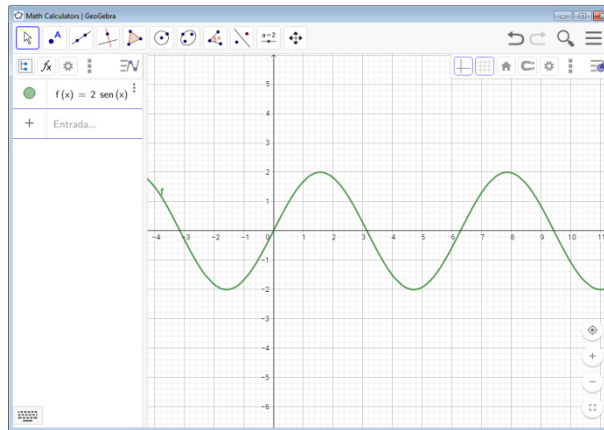 Math Calculators | GeoGebra
A
a=2
fx
N
f(x) = 2 sen(x)
+ Entrada...
f
5
4
3
2
1
-4 -3 -2 -1 0 1 2 3 4 5 6 7 8 9 10 11
-1
-2
-3
-4
-5
-6